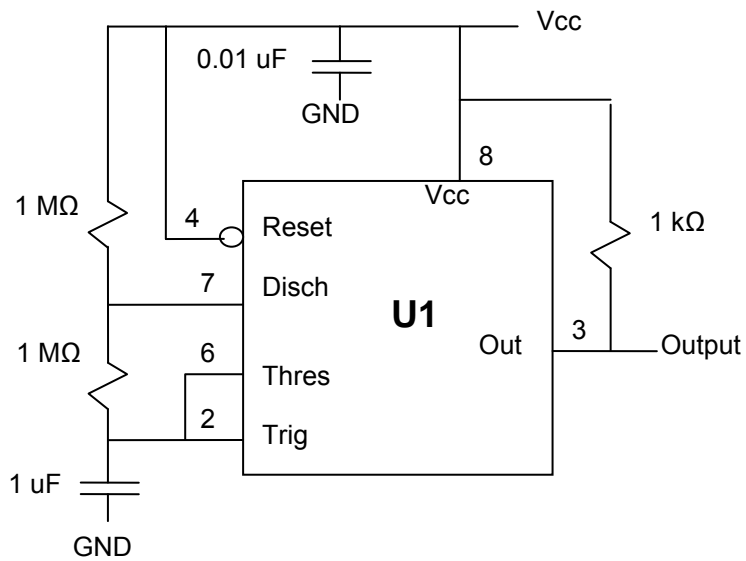 Vcc
0.01 uF
GND
8
Vcc
1 MΩ
4
Reset
1 kΩ
7
Disch
U1
3
Out
Output
1 MΩ
6
Thres
2
Trig
1 uF
GND